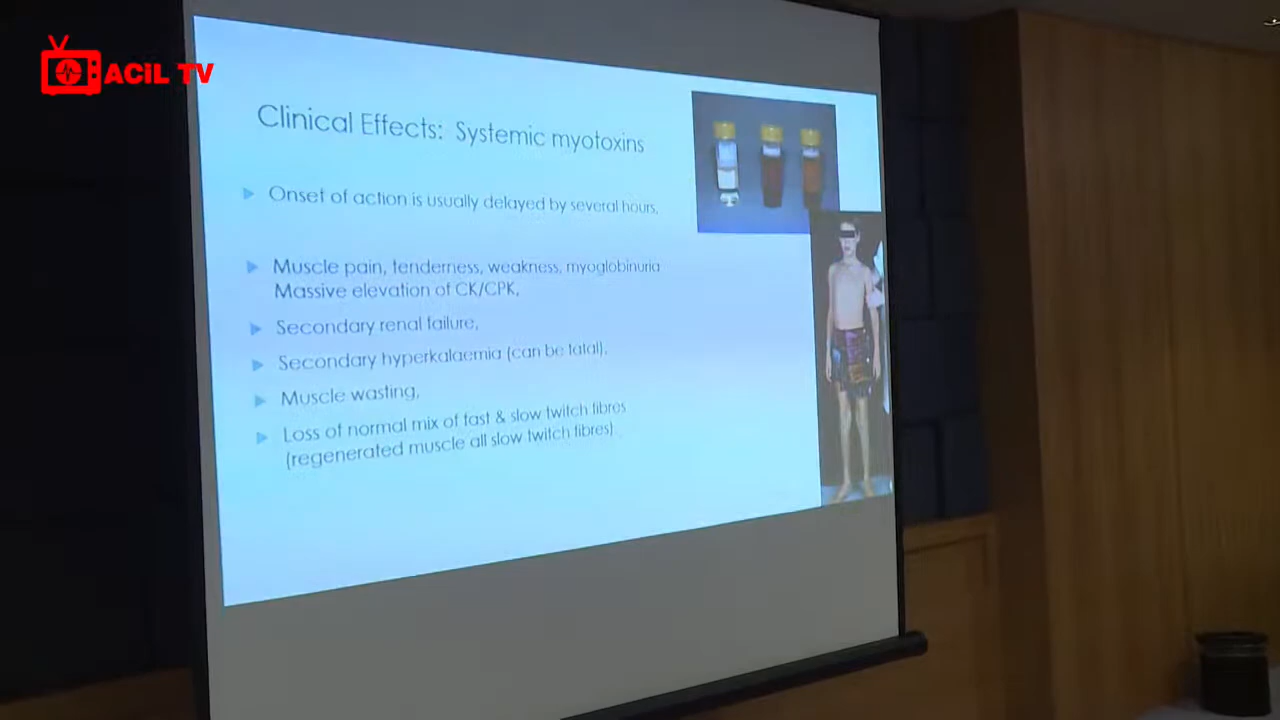 ACIL TV
Clinical Effects: Systemic myotoxins
Onset of action is usually delayed by several hours,
Muscle pain, tenderness, weakness, myoglobinuria
Massive elevation of CK/CPK,
Secondary renal failure,
Secondary hyperkalaemia (can be fatal),
Muscle wasting,
Loss of normal mix of fast & slow twitch fibres
(regenerated muscle all slow twitch fibres)